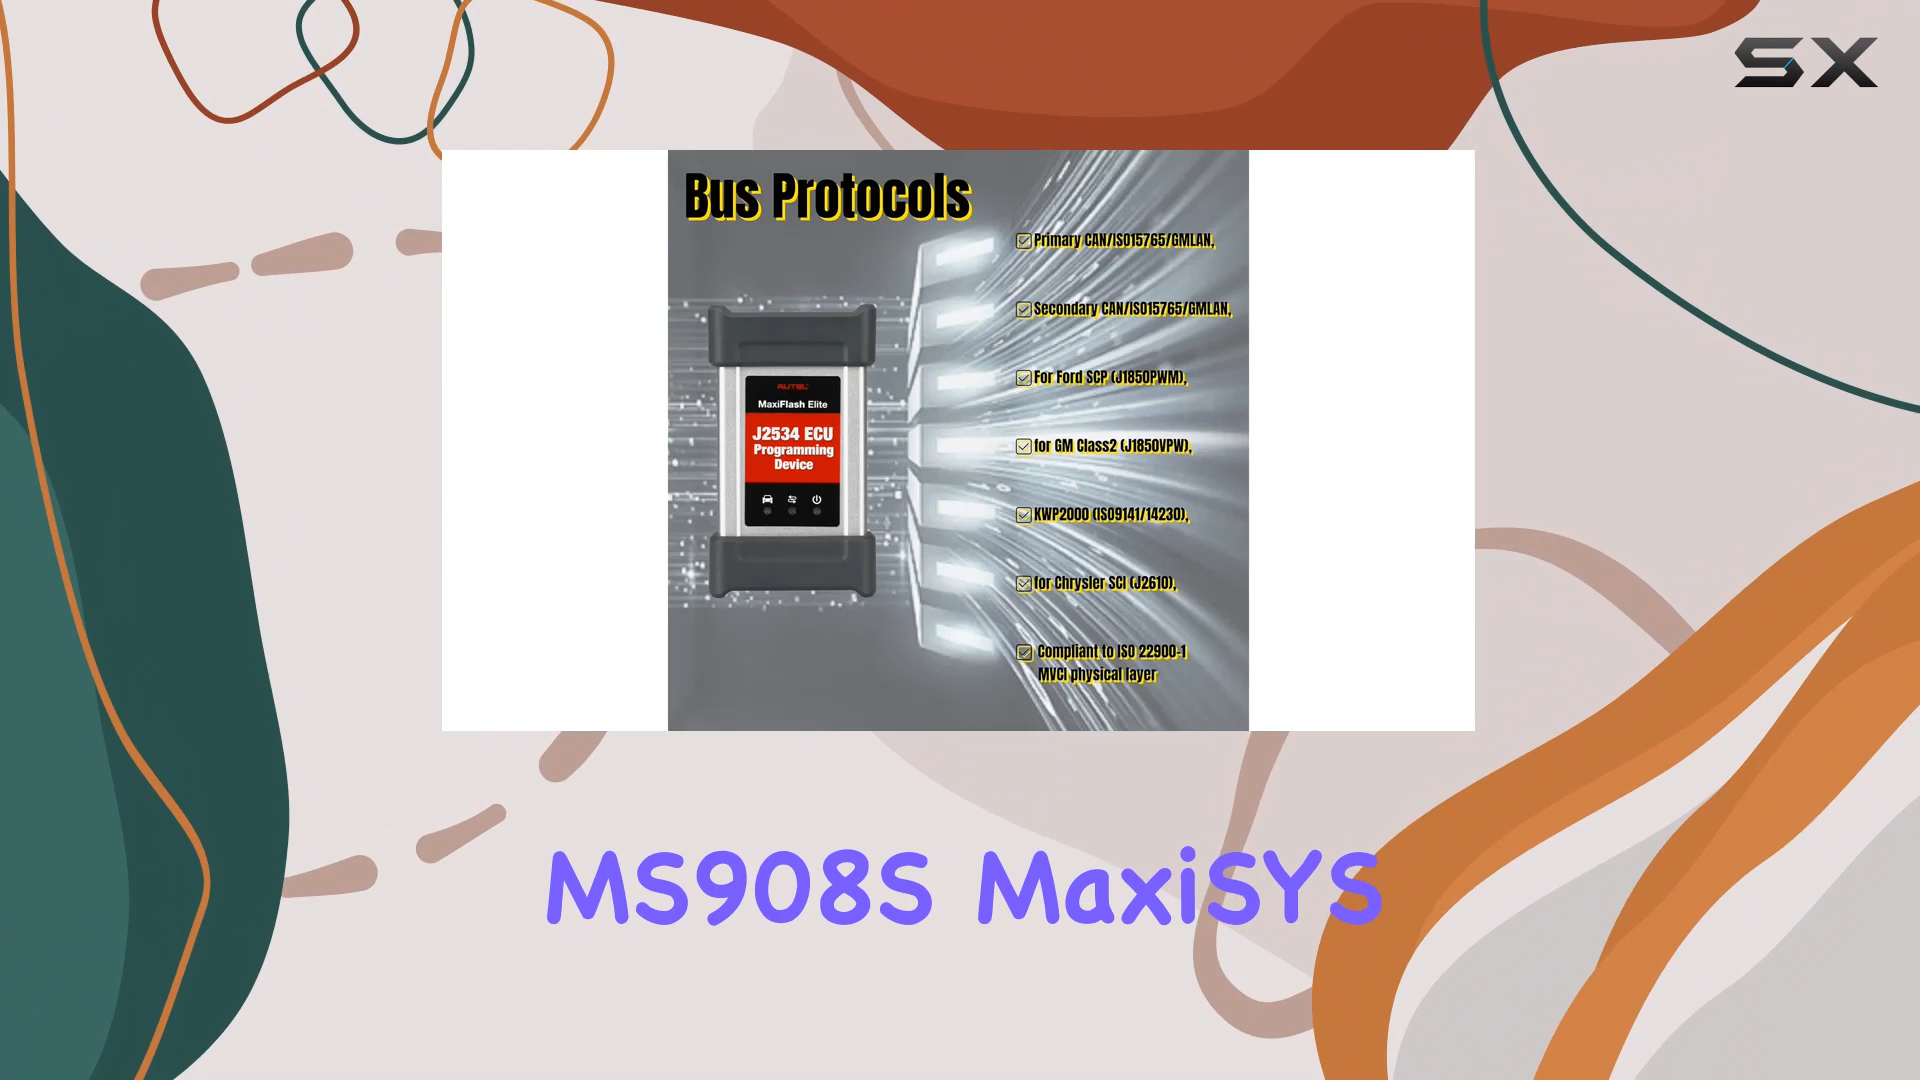 SX
Bus Protocols
Primary CAN/ISO15765/GMLAN,
Secondary CAN/ISO15765/GMLAN,
For Ford SCP (J1850PWM),
for GM Class2 (J1850VPW),
KWP2000 (ISO9141/14230),
for Chrysler SCI (J2610),
Compliant to ISO 22900-1
MVCI physical layer
AUTEL
MaxiFlash Elite
J2534 ECU
Programming
Device
MS908S MaxiSYS